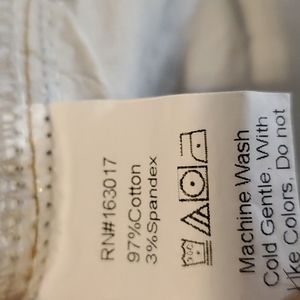 RN#163017
97%Cotton
3%Spandex
Machine Wash
Cold Gentle, With
Like Colors, Do not